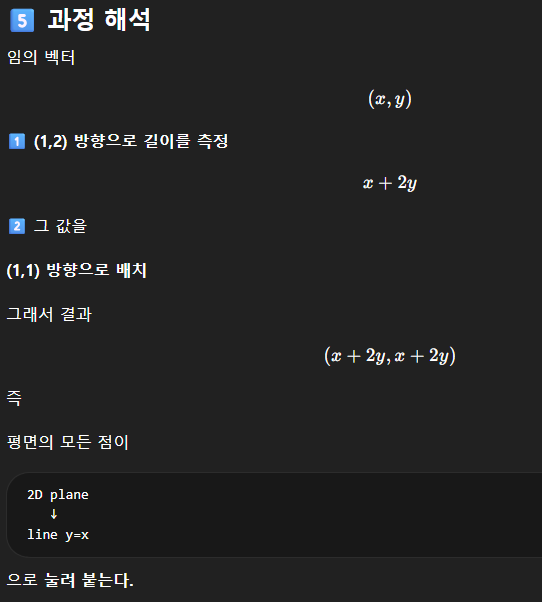 5️⃣ 과정 해석
임의 벡터
(x, y)
1️⃣ (1,2) 방향으로 길이를 측정
x + 2y
2️⃣ 그 값을
(1,1) 방향으로 배치
그래서 결과
(x + 2y, x + 2y)
즉
평면의 모든 점이
2D plane
↓
line y=x
으로 눌려 붙는다.